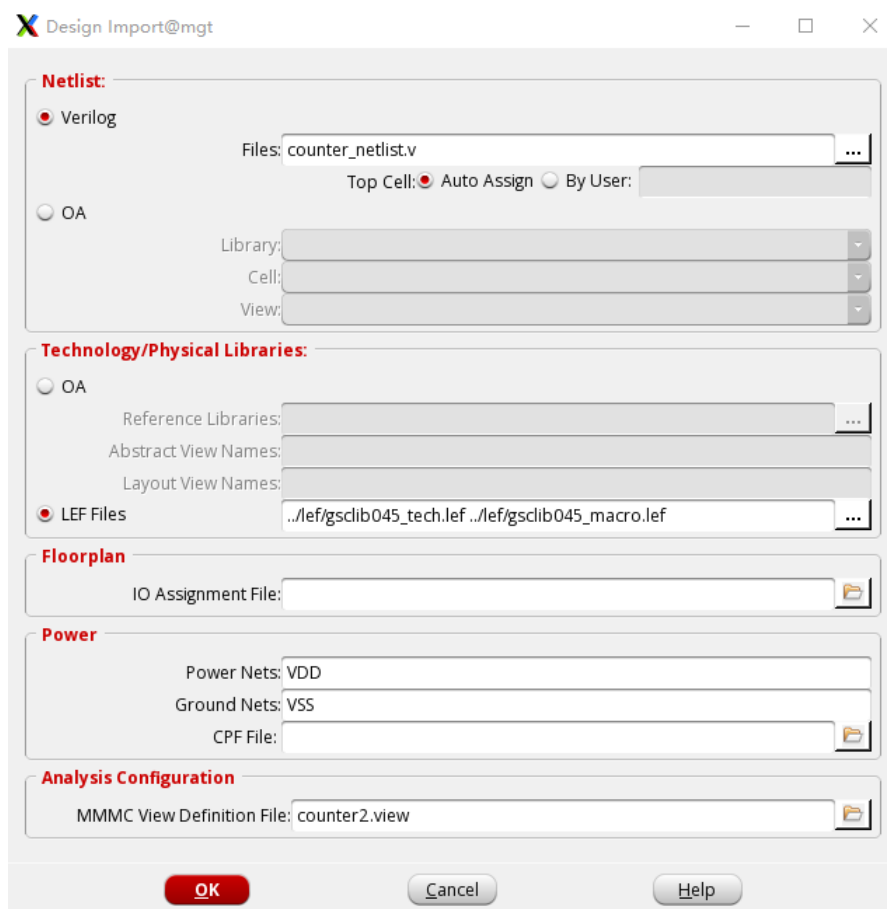 Design Import@mgt
Netlist:
Verilog
Files: counter_netlist.v ...
Top Cell: Auto Assign By User:
OA
Library:
Cell:
View:
Technology/Physical Libraries:
OA
Reference Libraries: ...
Abstract View Names:
Layout View Names:
LEF Files ../lef/gsclib045_tech.lef ../lef/gsclib045_macro.lef ...
Floorplan
IO Assignment File:
Power
Power Nets: VDD
Ground Nets: VSS
CPF File:
Analysis Configuration
MMMC View Definition File: counter2.view
OK Cancel Help